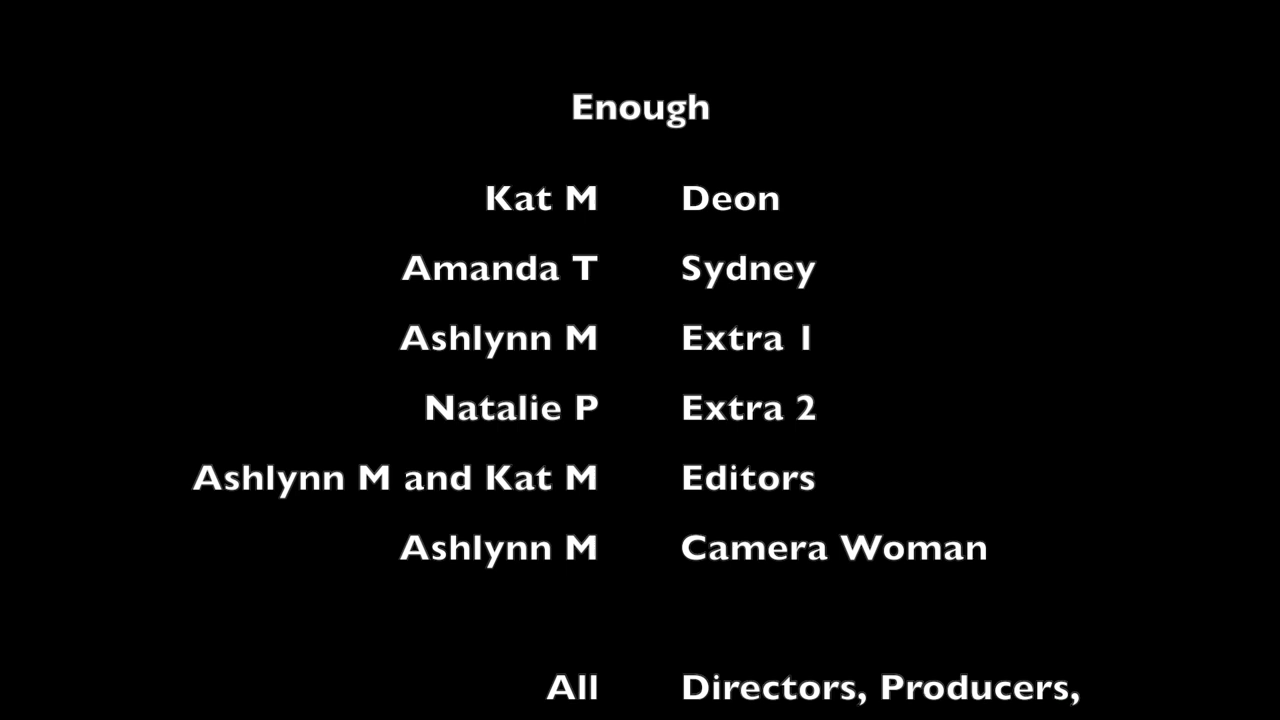 Enough
Kat M Deon
Amanda T Sydney
Ashlynn M Extra 1
Natalie P Extra 2
Ashlynn M and Kat M Editors
Ashlynn M Camera Woman
All Directors, Producers,